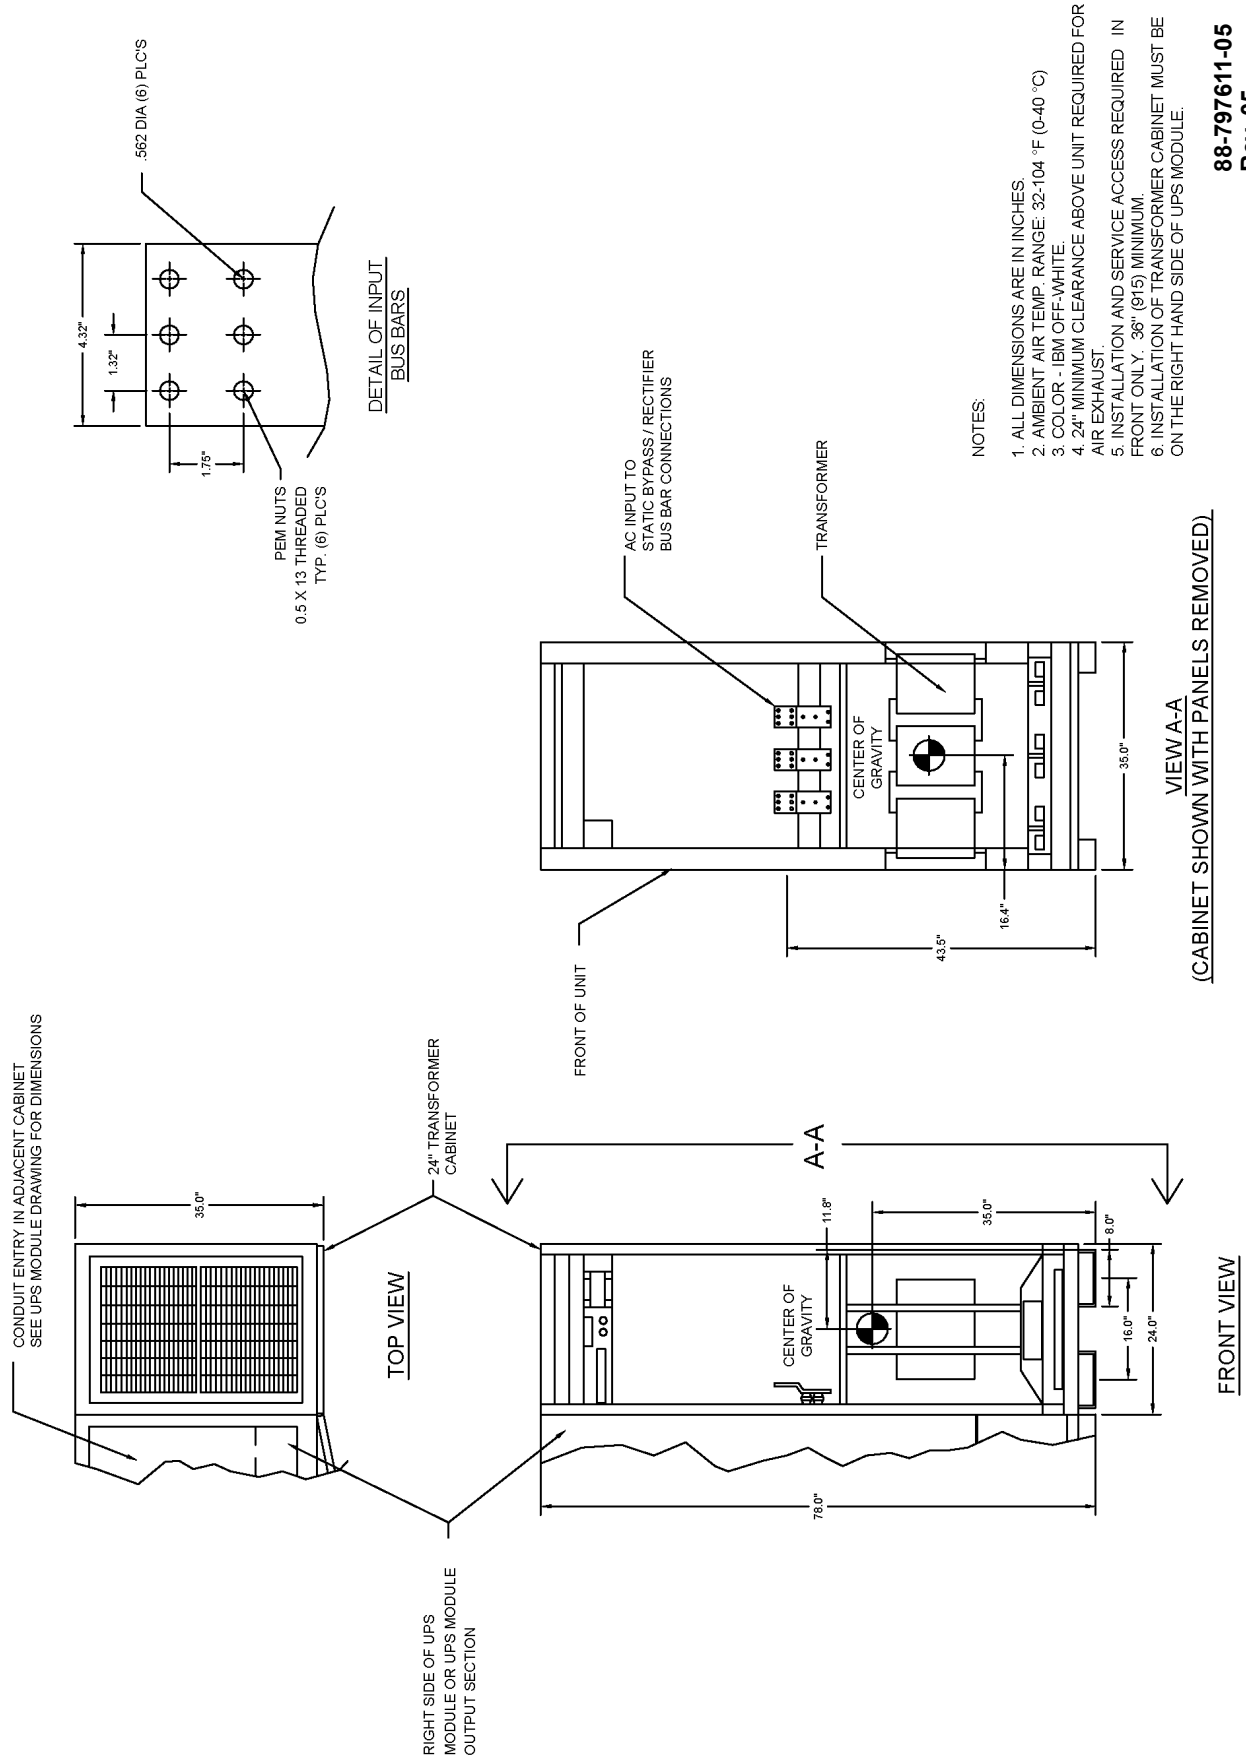 CONDUIT ENTRY IN ADJACENT CABINET
SEE UPS MODULE DRAWING FOR DIMENSIONS
35.0"
TOP VIEW
24" TRANSFORMER
CABINET
RIGHT SIDE OF UPS
MODULE OR UPS MODULE
OUTPUT SECTION
4.32"
1.32"
1.75"
.562 DIA (6) PLC'S
PEM NUTS
0.5 X 13 THREADED
TYP. (6) PLC'S
DETAIL OF INPUT
BUS BARS
78.0"
CENTER OF
GRAVITY
11.8"
35.0"
8.0"
16.0"
24.0"
A-A
FRONT VIEW
FRONT OF UNIT
AC INPUT TO
STATIC BYPASS / RECTIFIER
BUS BAR CONNECTIONS
TRANSFORMER
CENTER OF
GRAVITY
43.5"
16.4"
35.0"
VIEW A-A
(CABINET SHOWN WITH PANELS REMOVED)
NOTES:
1. ALL DIMENSIONS ARE IN INCHES.
2. AMBIENT AIR TEMP. RANGE: 32-104 °F (0-40 °C)
3. COLOR - IBM OFF-WHITE.
4. 24" MINIMUM CLEARANCE ABOVE UNIT REQUIRED FOR
AIR EXHAUST.
5. INSTALLATION AND SERVICE ACCESS REQUIRED IN
FRONT ONLY. 36" (915) MINIMUM.
6. INSTALLATION OF TRANSFORMER CABINET MUST BE
ON THE RIGHT HAND SIDE OF UPS MODULE.
88-797611-05